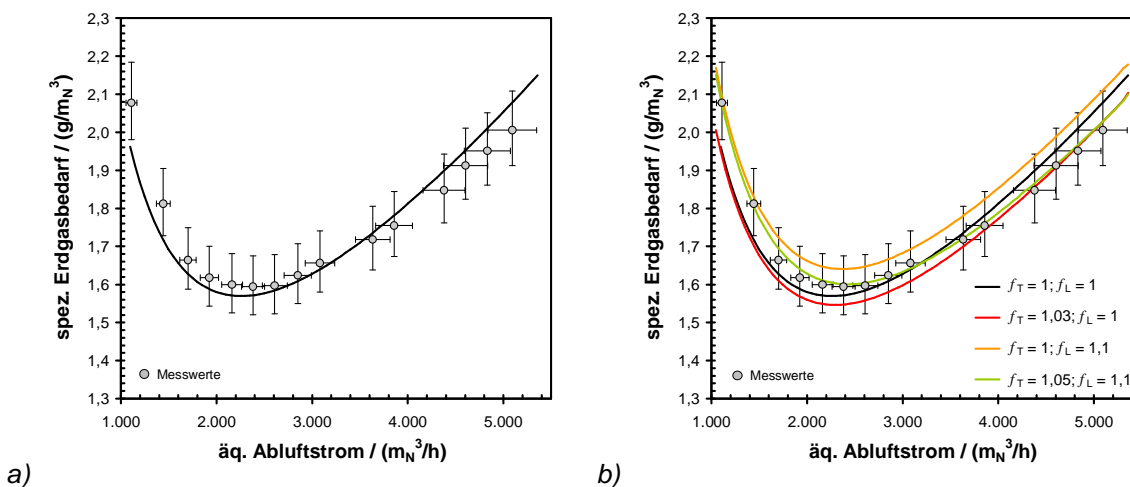 2,3
2,2
2,1
2,0
1,9
1,8
1,7
1,6
1,5
1,4
1,3
spez. Erdgasbedarf / (g/m_N^3)
Messwerte
1.000 2.000 3.000 4.000 5.000
äq. Abluftstrom / (m_N^3/h)
a)
2,3
2,2
2,1
2,0
1,9
1,8
1,7
1,6
1,5
1,4
1,3
spez. Erdgasbedarf / (g/m_N^3)
f_T = 1; f_L = 1
f_T = 1,03; f_L = 1
f_T = 1; f_L = 1,1
f_T = 1,05; f_L = 1,1
Messwerte
1.000 2.000 3.000 4.000 5.000
äq. Abluftstrom / (m_N^3/h)
b)